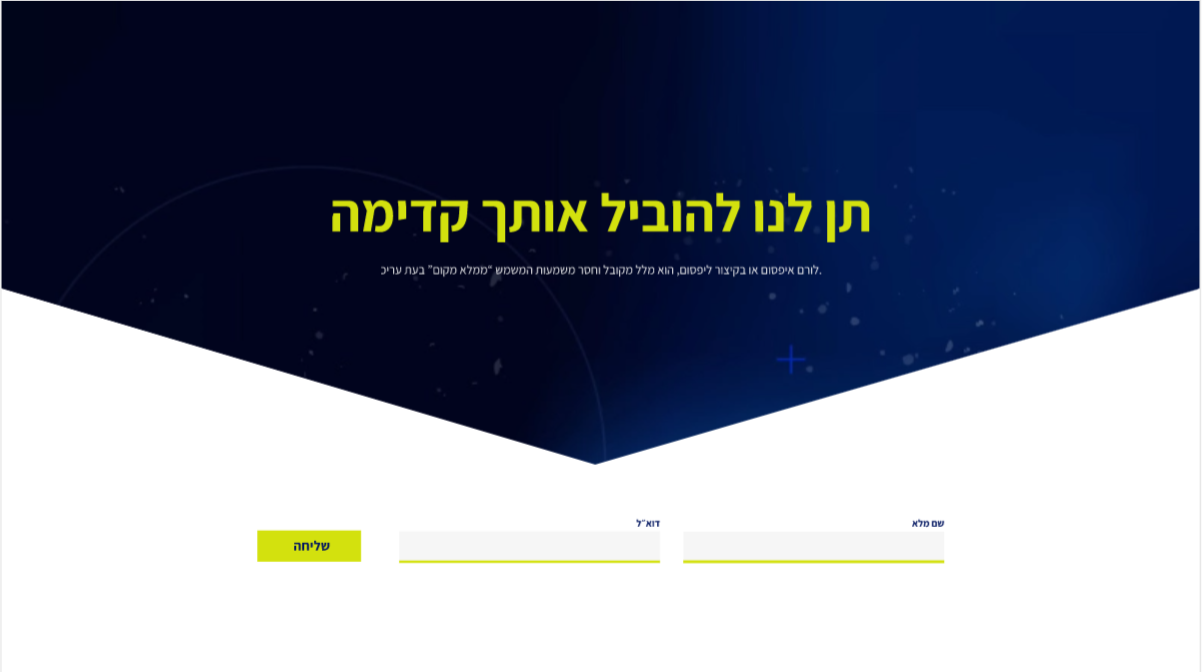 תן לנו להוביל אותך קדימה
לורם איפסום או בקיצור ליפסום, הוא מלל מקובל וחסר משמעות המשמש "ממלא מקום" בעת עריכ.
שם מלא
דוא״ל
שליחה